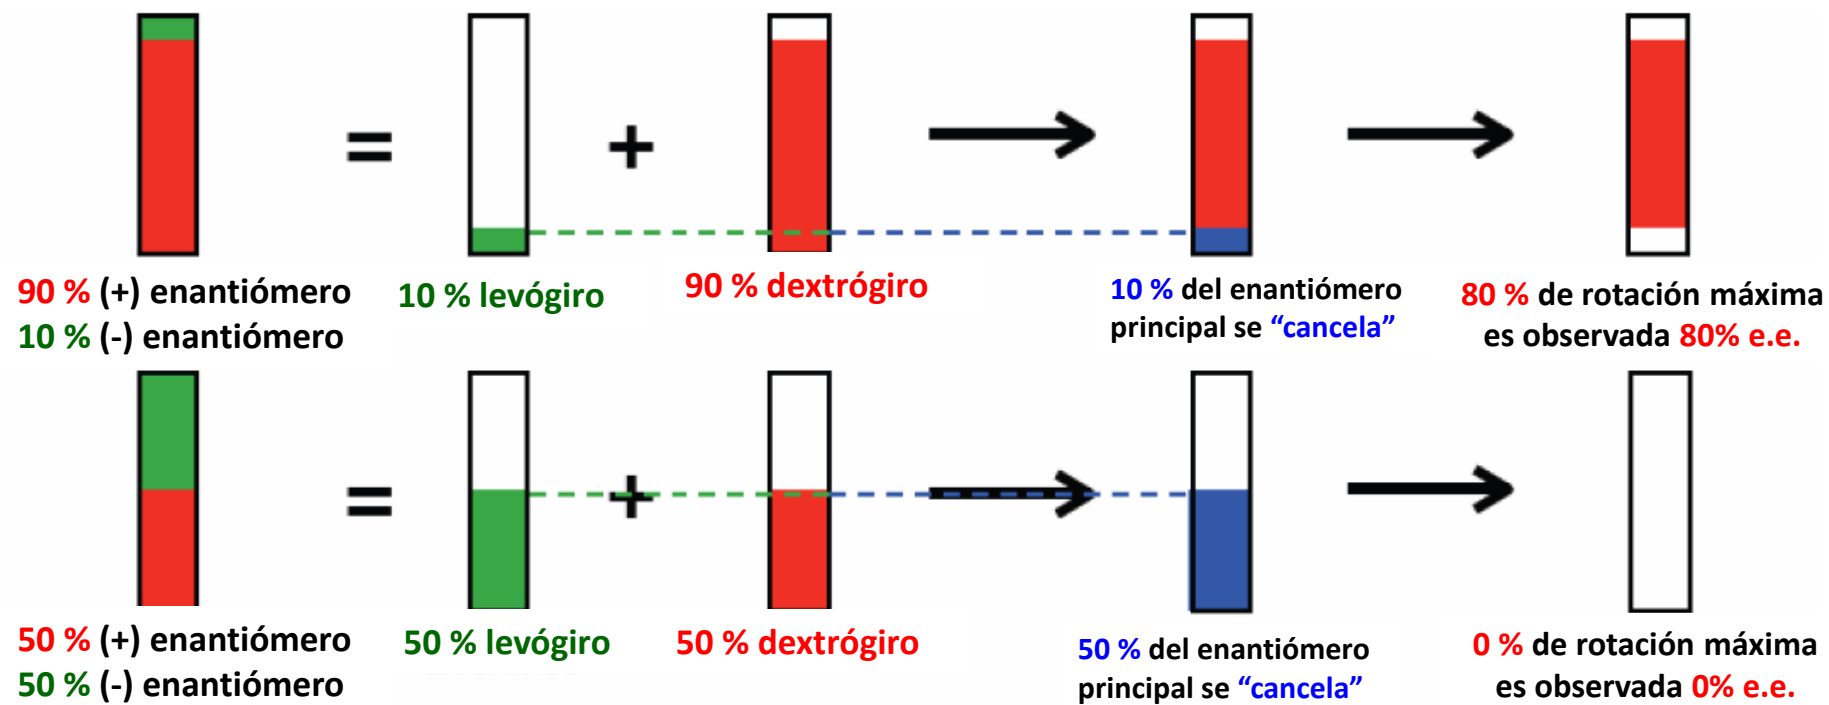 =
+
90 % (+) enantiómero
10 % (-) enantiómero
10 % levógiro
90 % dextrógiro
10 % del enantiómero
principal se “cancela”
80 % de rotación máxima
es observada 80% e.e.
=
+
50 % (+) enantiómero
50 % (-) enantiómero
50 % levógiro
50 % dextrógiro
50 % del enantiómero
principal se “cancela”
0 % de rotación máxima
es observada 0% e.e.